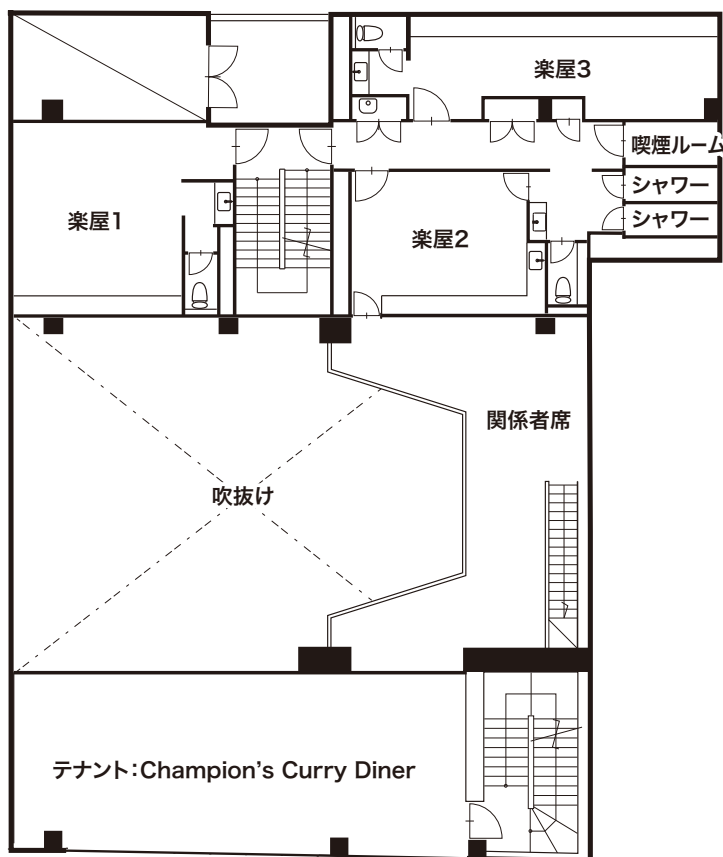 楽屋3
喫煙ルーム
シャワー
シャワー
楽屋1
楽屋2
関係者席
吹抜け
テナント:Champion's Curry Diner